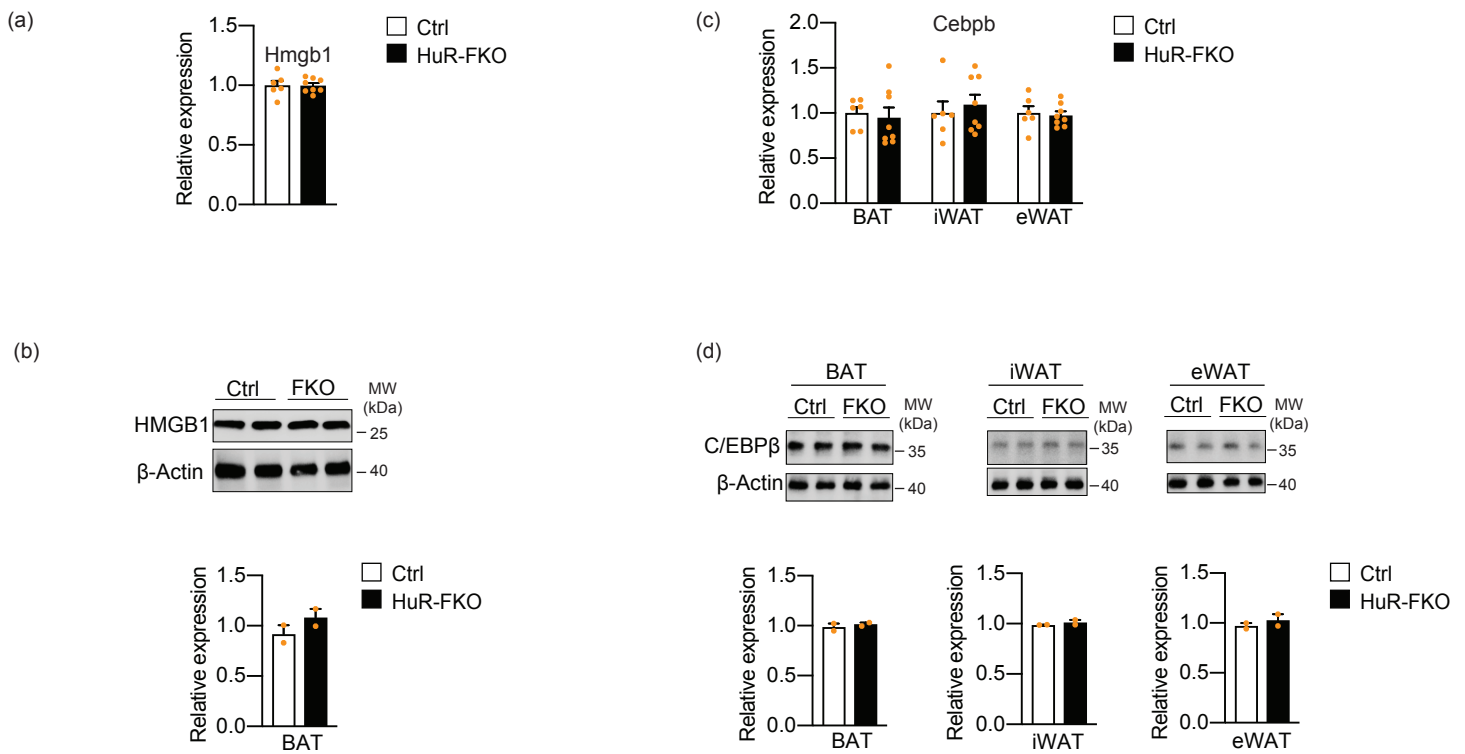 (a)
Relative expression
1.5
1.0
0.5
0.0
Hmgb1
Ctrl
HuR-FKO
(c)
Relative expression
2.0
1.5
1.0
0.5
0.0
Cebpb
BAT
iWAT
eWAT
Ctrl
HuR-FKO
(b)
Ctrl FKO MW
(kDa)
HMGB1
25
β-Actin
40
Relative expression
1.5
1.0
0.5
0.0
BAT
Ctrl
HuR-FKO
(d)
BAT
Ctrl FKO MW
(kDa)
C/EBPβ
35
β-Actin
40
iWAT
Ctrl FKO MW
(kDa)
35
40
eWAT
Ctrl FKO MW
(kDa)
35
40
Relative expression
1.5
1.0
0.5
0.0
BAT
Relative expression
1.5
1.0
0.5
0.0
iWAT
Relative expression
1.5
1.0
0.5
0.0
eWAT
Ctrl
HuR-FKO